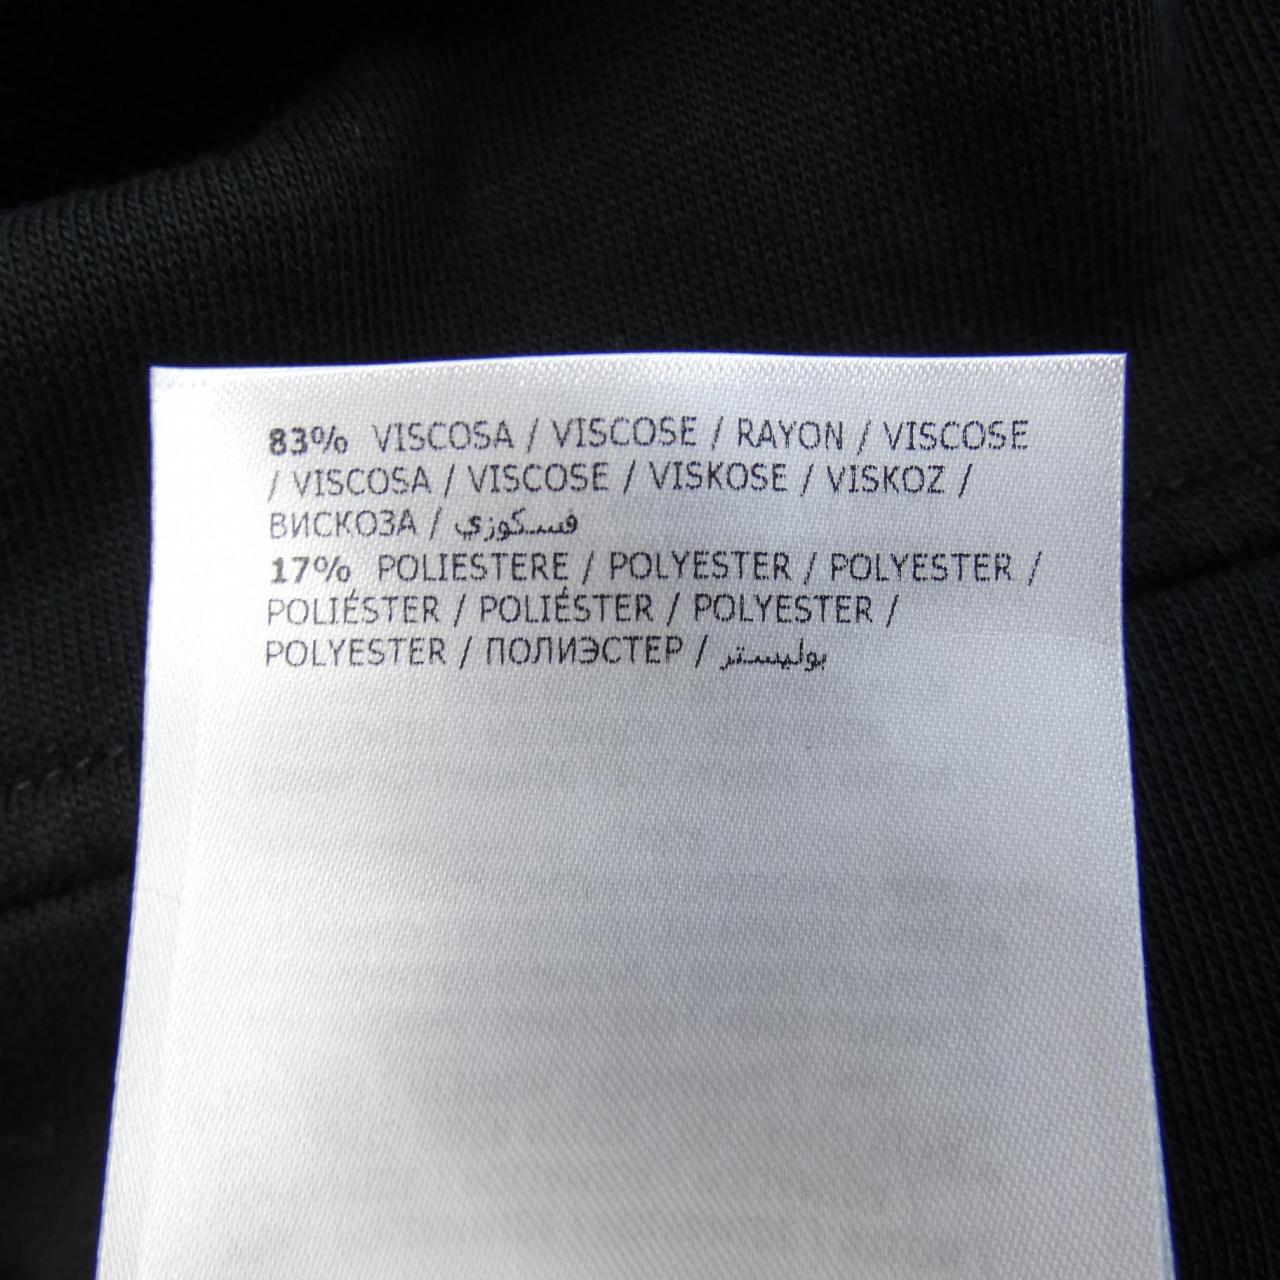 83% VISCOSA / VISCOSE / RAYON / VISCOSE
/ VISCOSA / VISCOSE / VISKOSE / VISKOZ /
ВИСКОЗА / فسكوزي
17% POLIESTERE / POLYESTER / POLYESTER /
POLIÉSTER / POLIÉSTER / POLYESTER /
POLYESTER / ПОЛИЭСТЕР / بوليستر